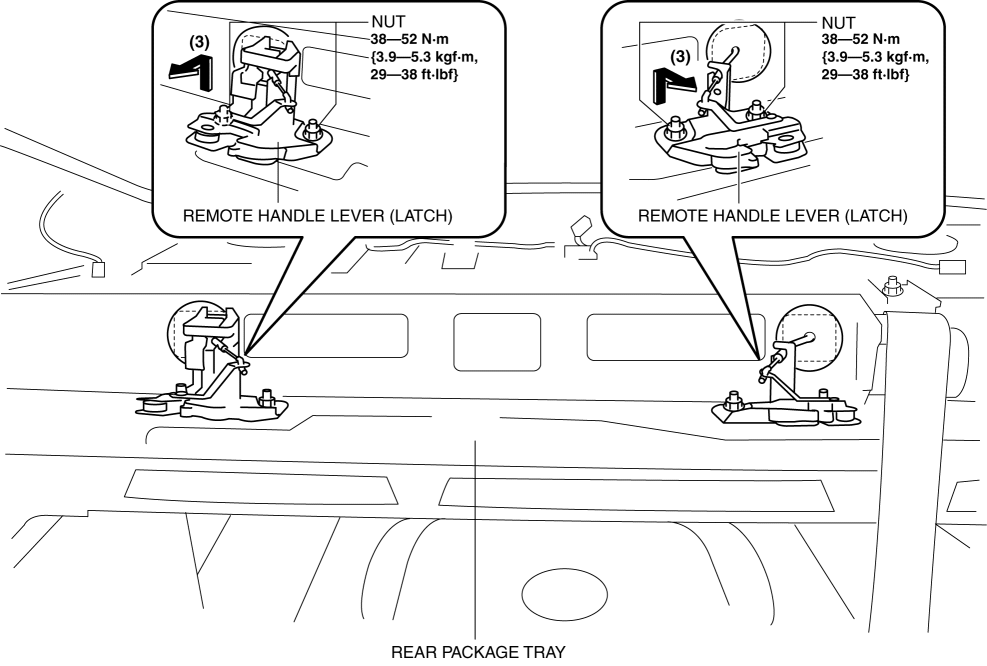 NUT
38—52 N·m
{3.9—5.3 kgf·m,
29—38 ft·lbf}
(3)
REMOTE HANDLE LEVER (LATCH)
NUT
38—52 N·m
{3.9—5.3 kgf·m,
29—38 ft·lbf}
(3)
REMOTE HANDLE LEVER (LATCH)
REAR PACKAGE TRAY